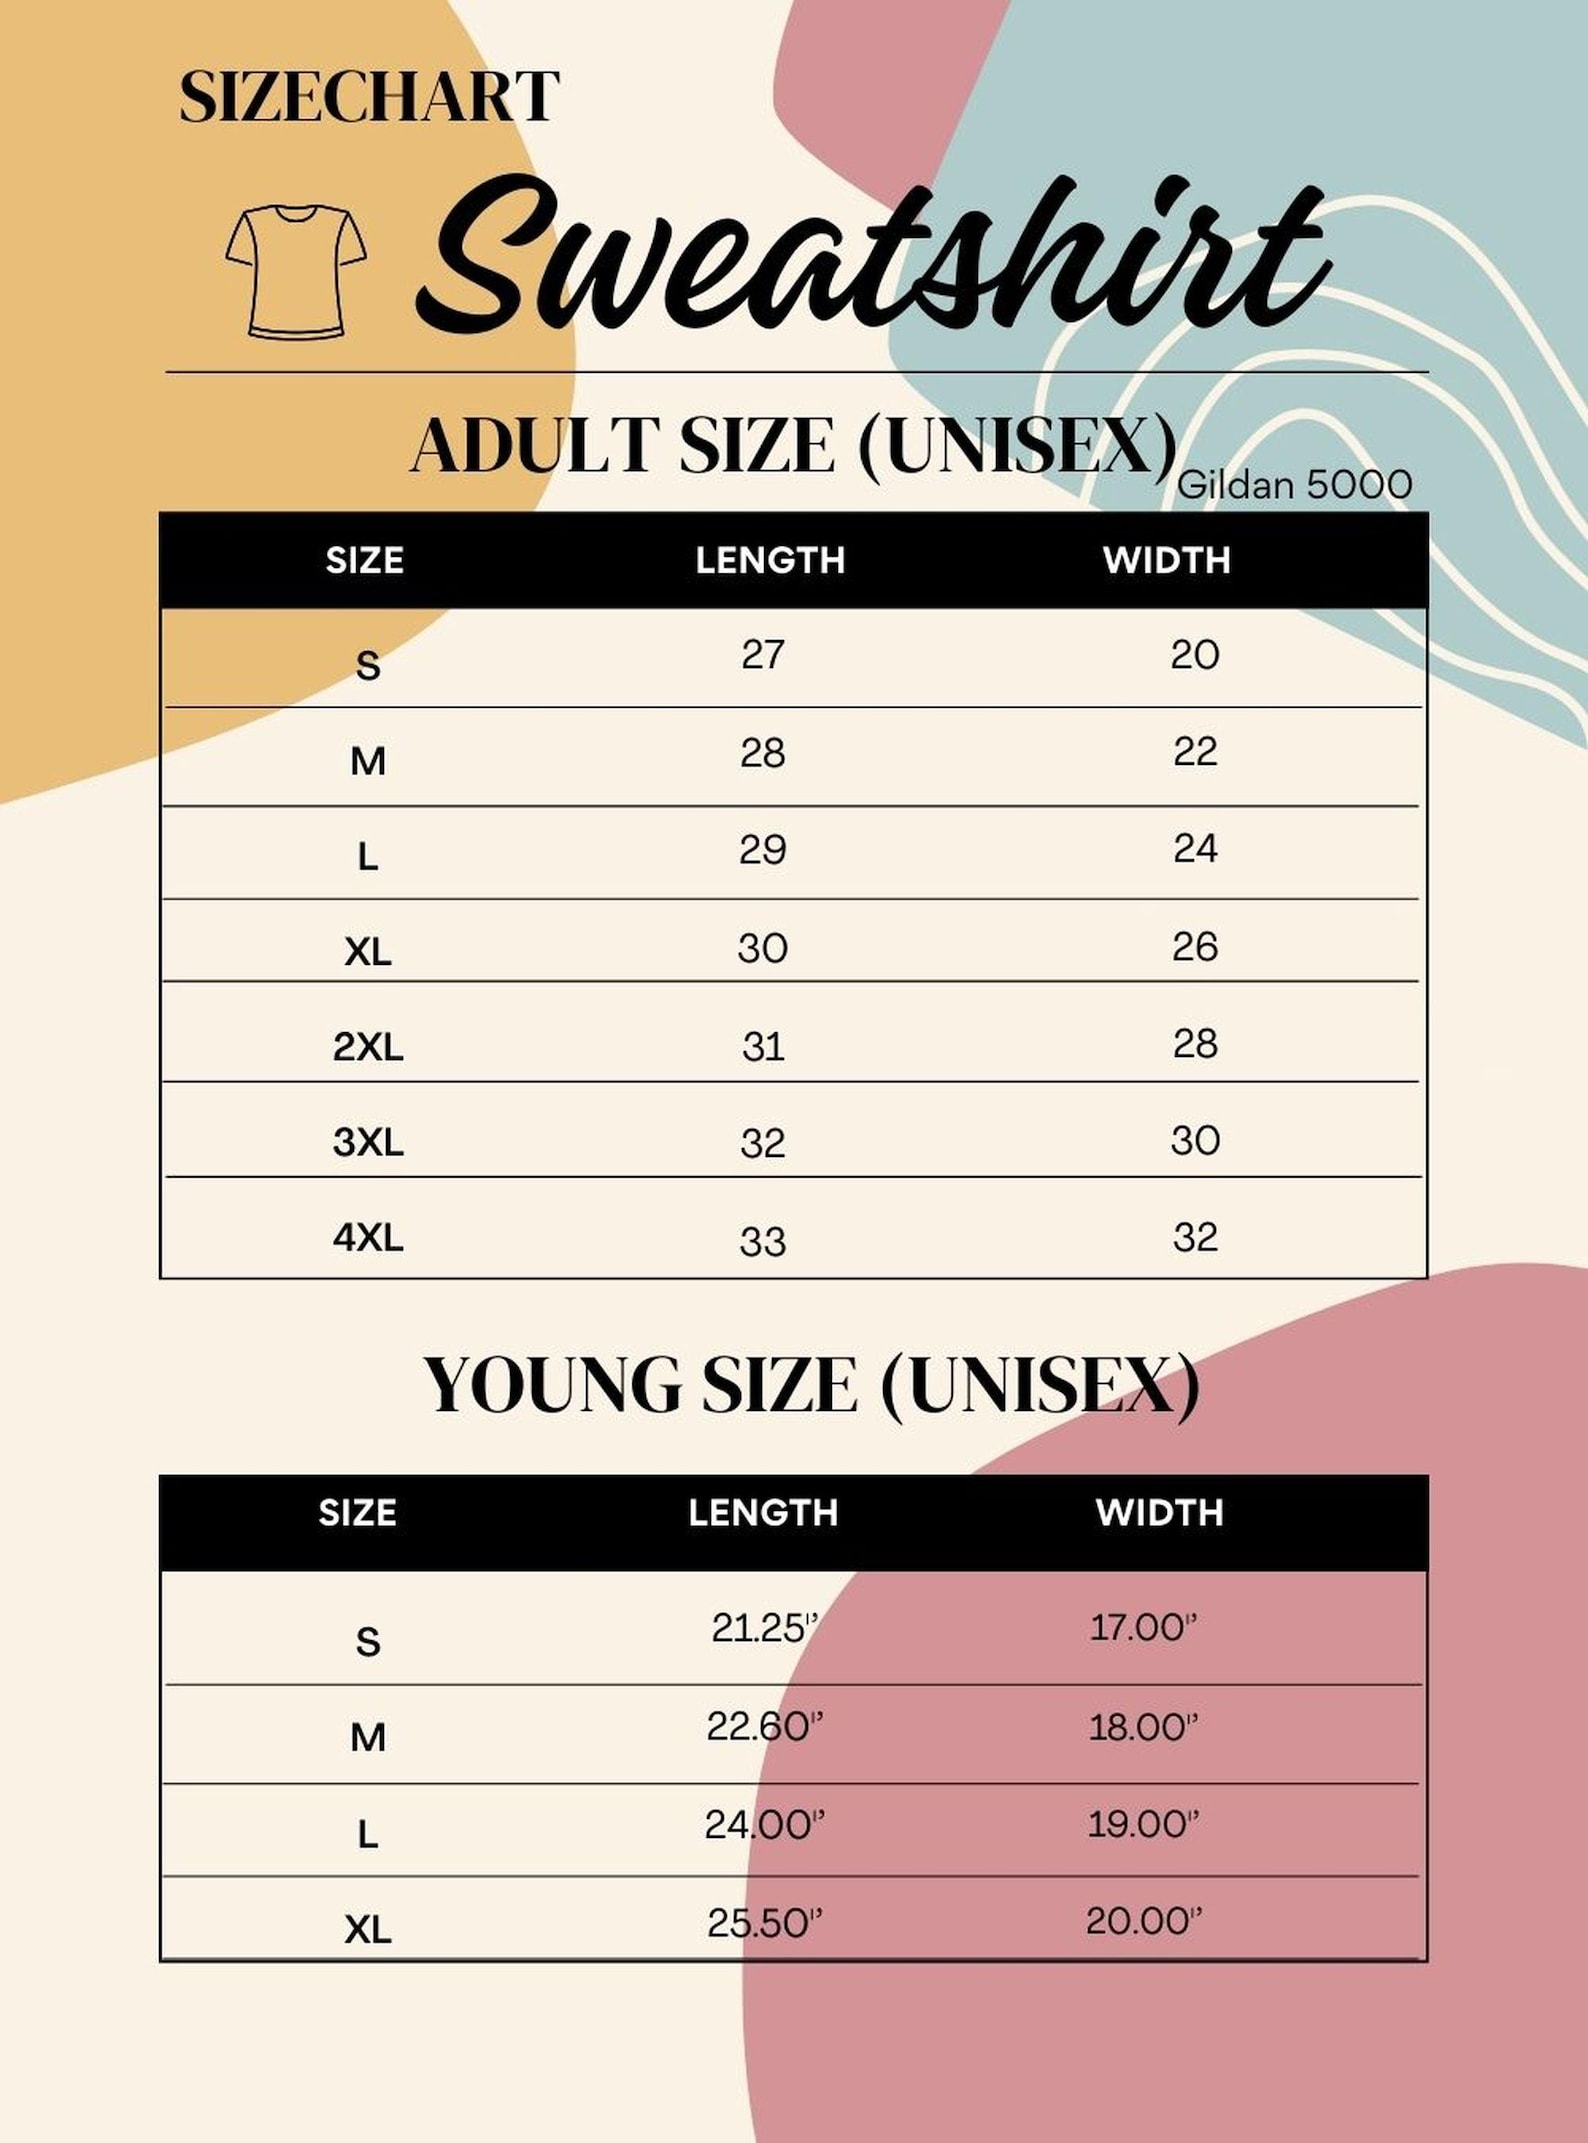 SIZECHART
Sweatshirt
ADULT SIZE (UNISEX)
Gildan 5000
SIZE LENGTH WIDTH
S 27 20
M 28 22
L 29 24
XL 30 26
2XL 31 28
3XL 32 30
4XL 33 32
YOUNG SIZE (UNISEX)
SIZE LENGTH WIDTH
S 21.25'’ 17.00'’
M 22.60'’ 18.00'’
L 24.00'’ 19.00'’
XL 25.50'’ 20.00'’